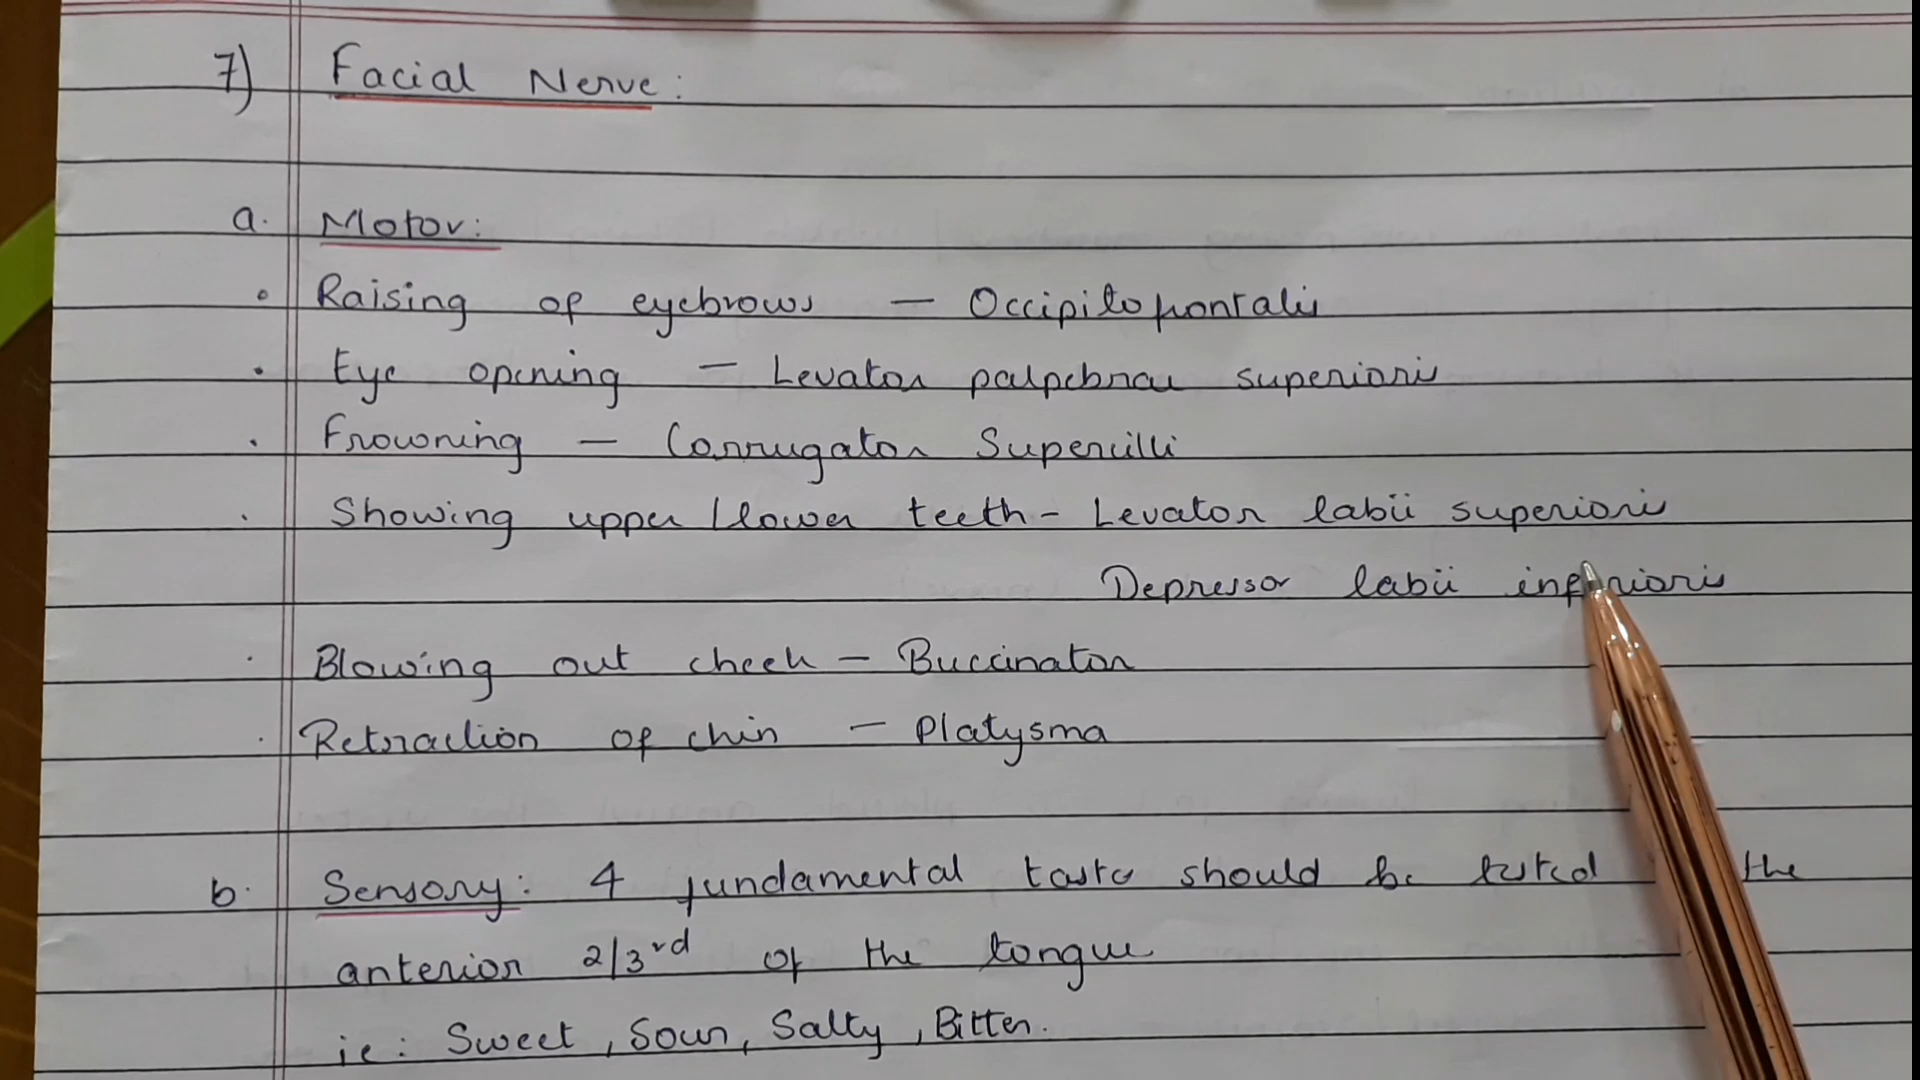 7) Facial Nerve:
a. Motor:
• Raising of eyebrows — Occipitofrontalis
• Eye opening — Levator palpebrae superioris
• Frowning — Corrugator Supercilli
• Showing upper / lower teeth - Levator labii superioris
Depressor labii inferioris
• Blowing out cheek — Buccinator
• Retraction of chin — Platysma
b. Sensory: 4 fundamental taste should be tested the
anterior 2/3rd of the tongue
ie: Sweet, Sour, Salty, Bitter.